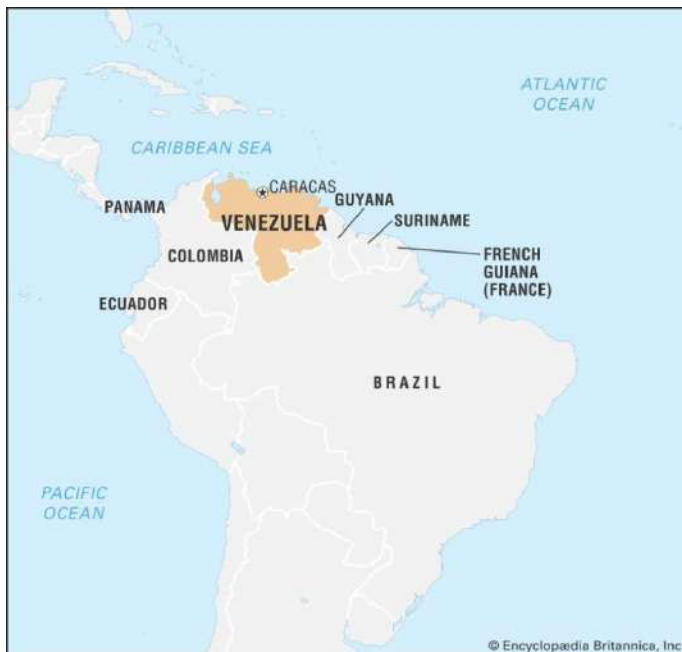 ATLANTIC
OCEAN
CARIBBEAN SEA
CARACAS
PANAMA
VENEZUELA
GUYANA
SURINAME
COLOMBIA
FRENCH
GUIANA
(FRANCE)
ECUADOR
BRAZIL
PACIFIC
OCEAN
© Encyclopædia Britannica, Inc